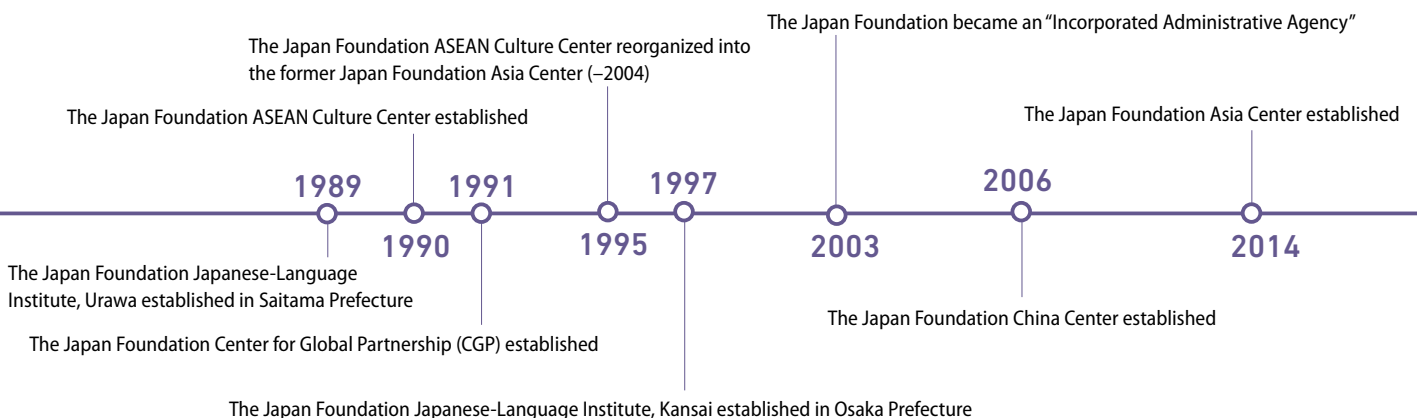 The Japan Foundation became an “Incorporated Administrative Agency”
The Japan Foundation ASEAN Culture Center reorganized into
the former Japan Foundation Asia Center (–2004)
The Japan Foundation ASEAN Culture Center established
The Japan Foundation Asia Center established
1989
1991
1997
2006
1990
1995
2003
2014
The Japan Foundation Japanese-Language
Institute, Urawa established in Saitama Prefecture
The Japan Foundation China Center established
The Japan Foundation Center for Global Partnership (CGP) established
The Japan Foundation Japanese-Language Institute, Kansai established in Osaka Prefecture